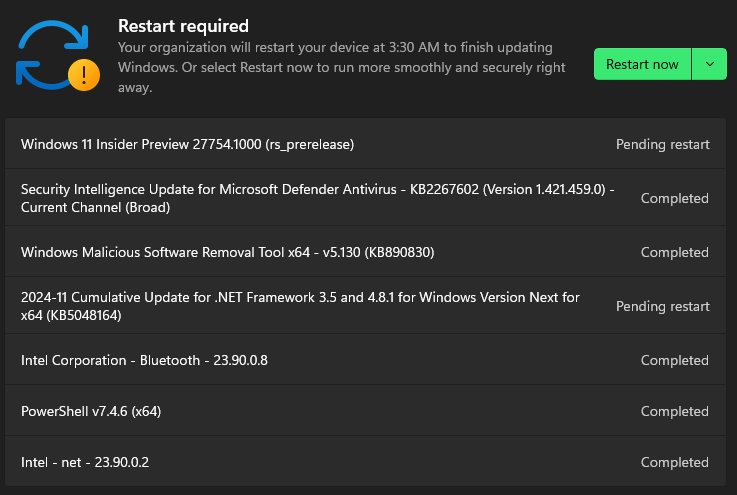 Restart required
Your organization will restart your device at 3:30 AM to finish updating
Windows. Or select Restart now to run more smoothly and securely right
away.
Restart now
Windows 11 Insider Preview 27754.1000 (rs_prerelease)
Pending restart
Security Intelligence Update for Microsoft Defender Antivirus - KB2267602 (Version 1.421.459.0) -
Current Channel (Broad)
Completed
Windows Malicious Software Removal Tool x64 - v5.130 (KB890830)
Completed
2024-11 Cumulative Update for .NET Framework 3.5 and 4.8.1 for Windows Version Next for
x64 (KB5048164)
Pending restart
Intel Corporation - Bluetooth - 23.90.0.8
Completed
PowerShell v7.4.6 (x64)
Completed
Intel - net - 23.90.0.2
Completed